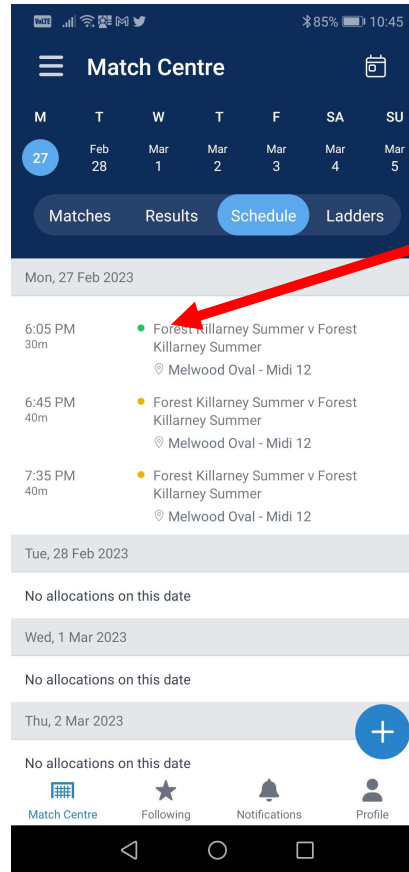 VoLTE 85% 10:45
Match Centre
M T W T F SA SU
27 Feb 28 Mar 1 Mar 2 Mar 3 Mar 4 Mar 5
Matches Results Schedule Ladders
Mon, 27 Feb 2023
6:05 PM Forest Killarney Summer v Forest
30m Killarney Summer
Melwood Oval - Midi 12
6:45 PM Forest Killarney Summer v Forest
40m Killarney Summer
Melwood Oval - Midi 12
7:35 PM Forest Killarney Summer v Forest
40m Killarney Summer
Melwood Oval - Midi 12
Tue, 28 Feb 2023
No allocations on this date
Wed, 1 Mar 2023
No allocations on this date
Thu, 2 Mar 2023
No allocations on this date
Match Centre Following Notifications Profile